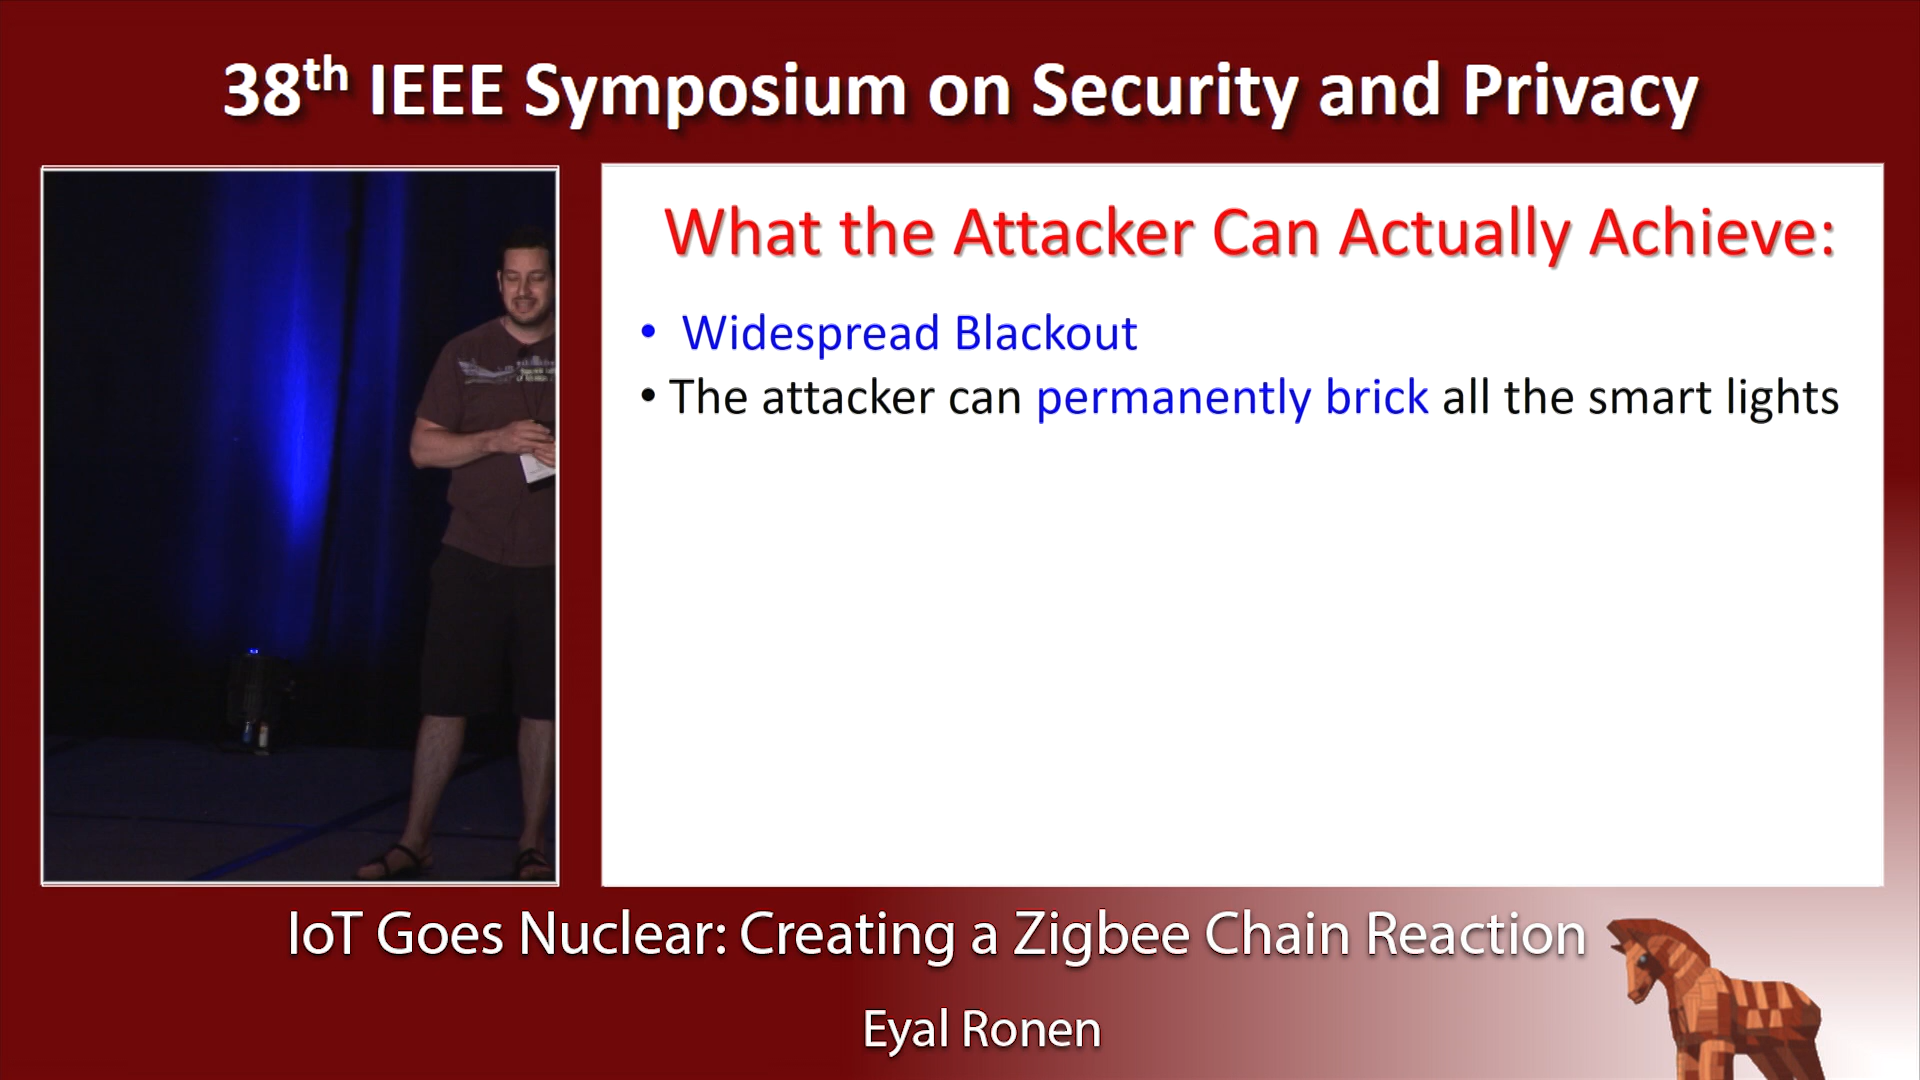 38th IEEE Symposium on Security and Privacy
What the Attacker Can Actually Achieve:
• Widespread Blackout
• The attacker can permanently brick all the smart lights
IoT Goes Nuclear: Creating a Zigbee Chain Reaction
Eyal Ronen